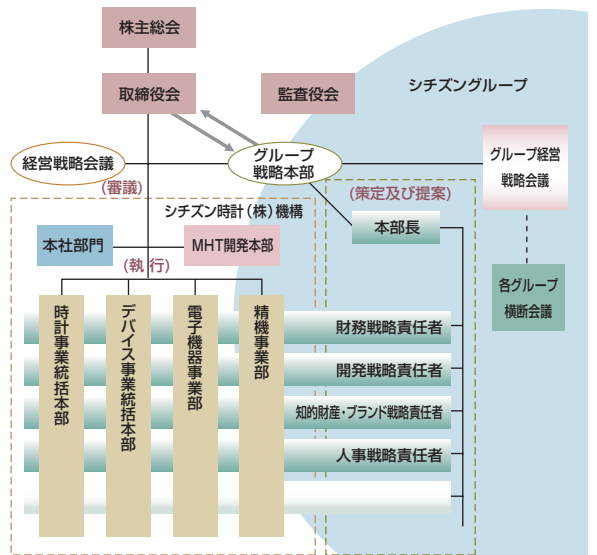 株主総会
取締役会
監査役会
シチズングループ
経営戦略会議
グループ
戦略本部
グループ経営
戦略会議
(審議)
(策定及び提案)
シチズン時計(株)機構
本部長
本社部門
MHT開発本部
(執行)
各グループ
横断会議
時計事業統括本部
デバイス事業統括本部
電子機器事業部
精機事業部
財務戦略責任者
開発戦略責任者
知的財産・ブランド戦略責任者
人事戦略責任者